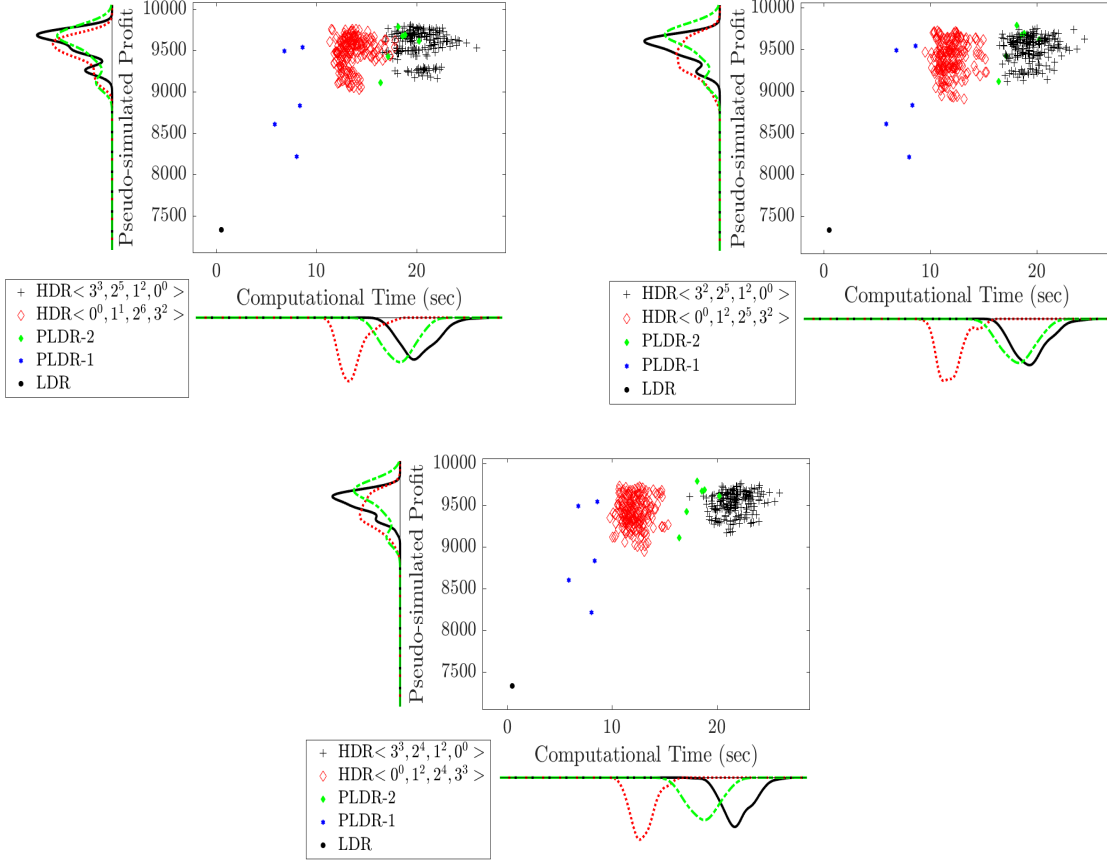 10000
9500
9000
8500
8000
7500
Pseudo-simulated Profit
0 10 20
Computational Time (sec)
HDR< 3^3, 2^5, 1^2, 0^0 >
HDR< 0^0, 1^1, 2^6, 3^2 >
PLDR-2
PLDR-1
LDR
10000
9500
9000
8500
8000
7500
Pseudo-simulated Profit
0 10 20
Computational Time (sec)
HDR< 3^2, 2^5, 1^2, 0^0 >
HDR< 0^0, 1^2, 2^5, 3^2 >
PLDR-2
PLDR-1
LDR
10000
9500
9000
8500
8000
7500
Pseudo-simulated Profit
0 10 20
Computational Time (sec)
HDR< 3^3, 2^4, 1^2, 0^0 >
HDR< 0^0, 1^2, 2^4, 3^3 >
PLDR-2
PLDR-1
LDR